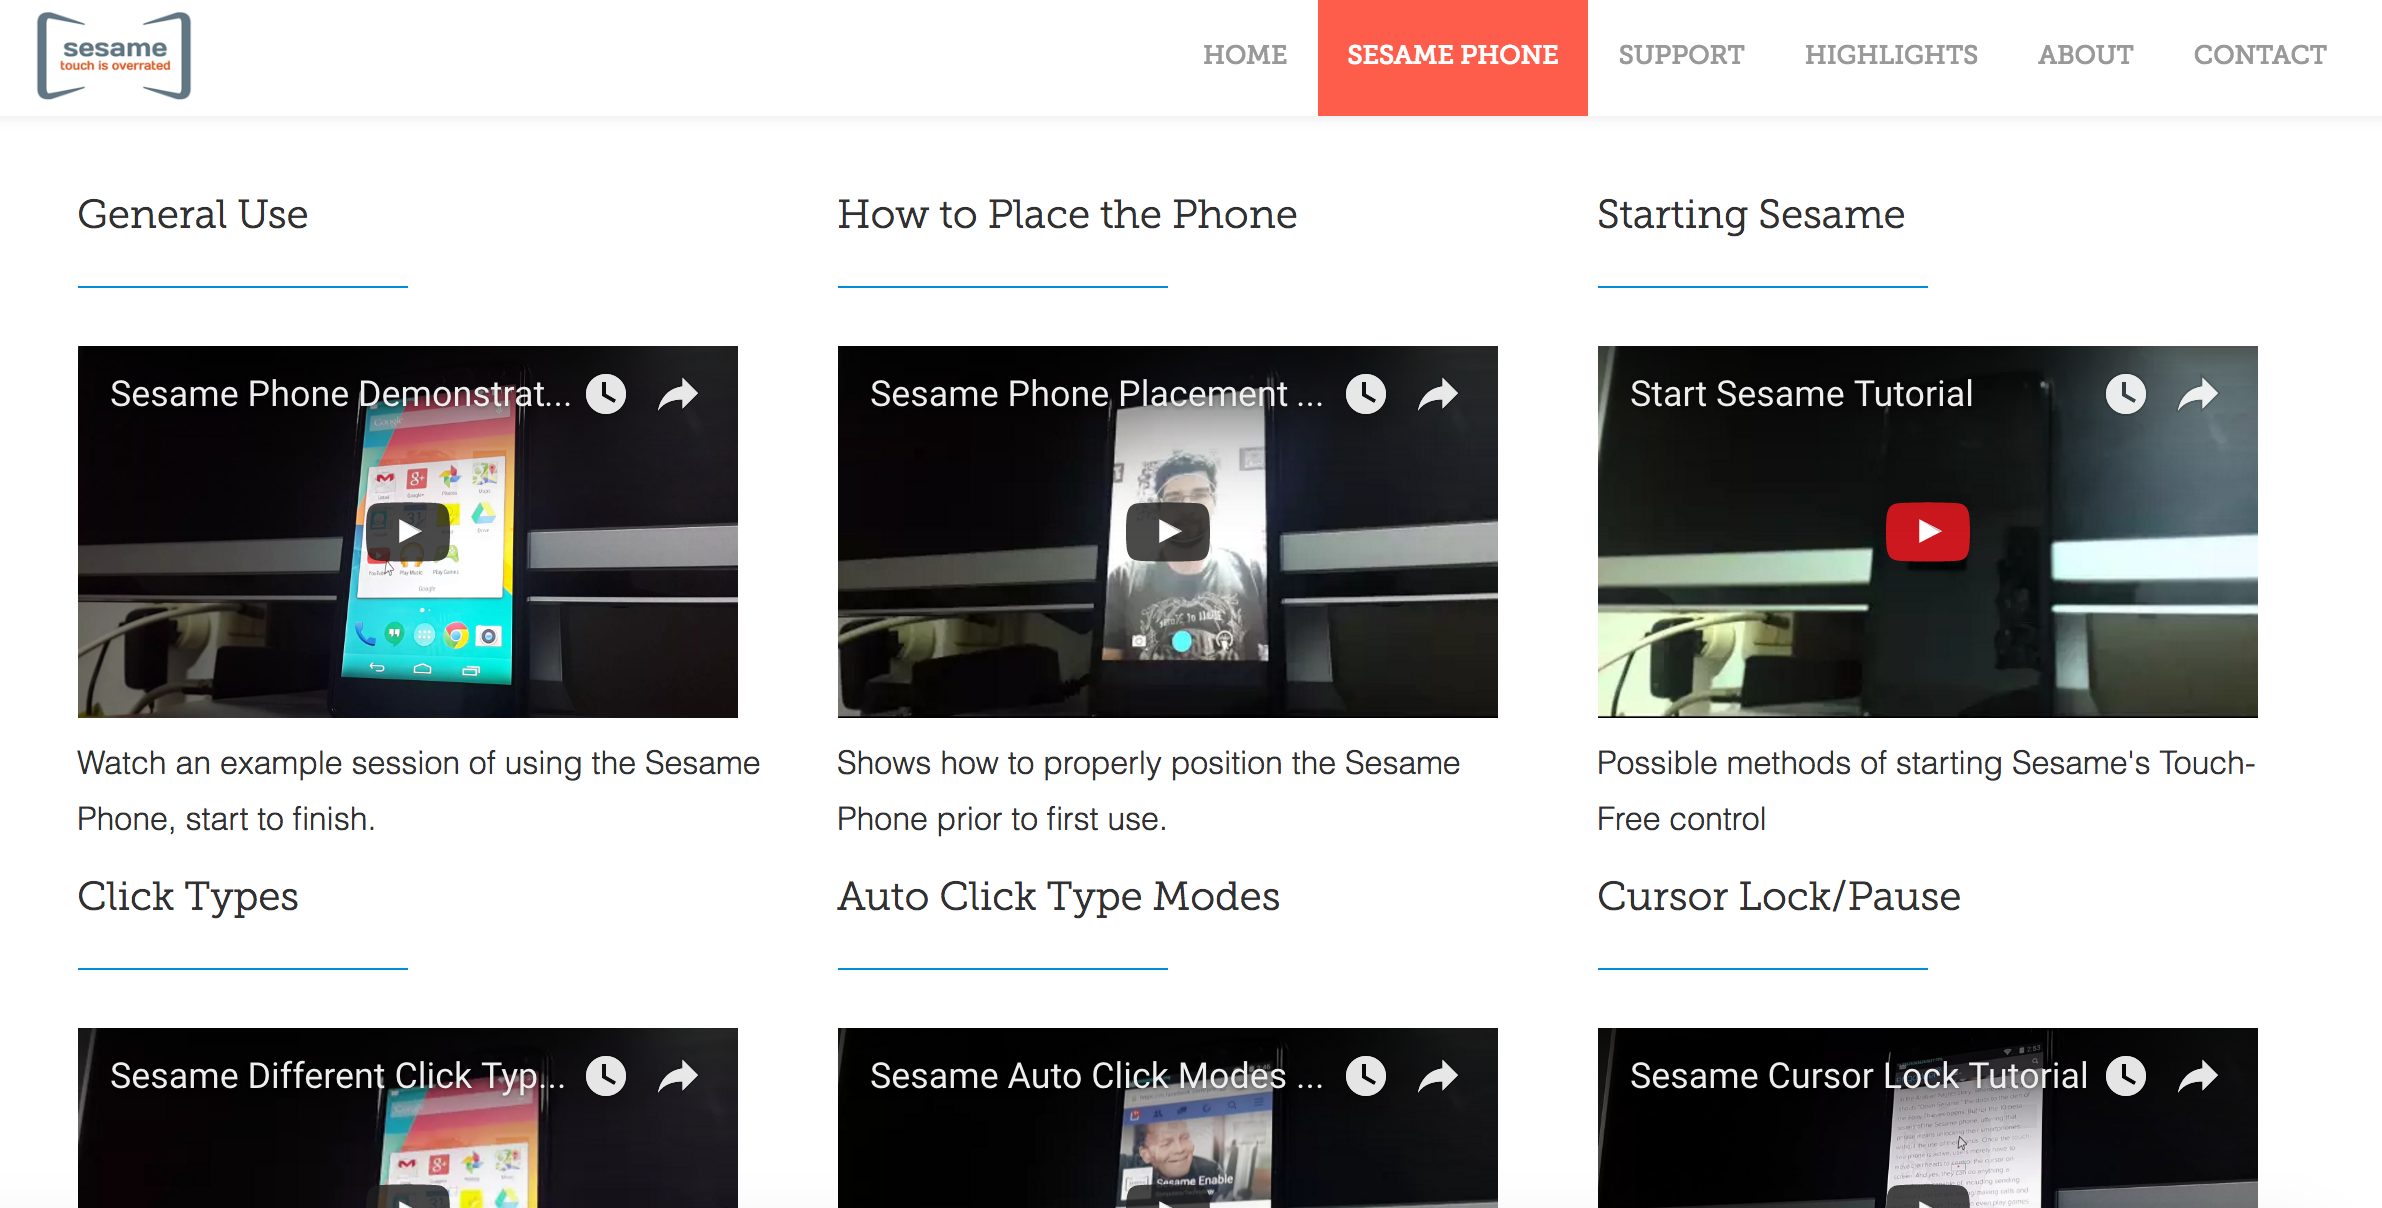 sesame
touch is overrated
HOME
SESAME PHONE
SUPPORT
HIGHLIGHTS
ABOUT
CONTACT
General Use
How to Place the Phone
Starting Sesame
Sesame Phone Demonstrat...
Sesame Phone Placement ...
Start Sesame Tutorial
Google
Watch an example session of using the Sesame
Phone, start to finish.
Shows how to properly position the Sesame
Phone prior to first use.
Possible methods of starting Sesame's Touch-
Free control
Click Types
Auto Click Type Modes
Cursor Lock/Pause
Sesame Different Click Typ...
Sesame Auto Click Modes ...
Sesame Cursor Lock Tutorial
Sesame Enable
2:53